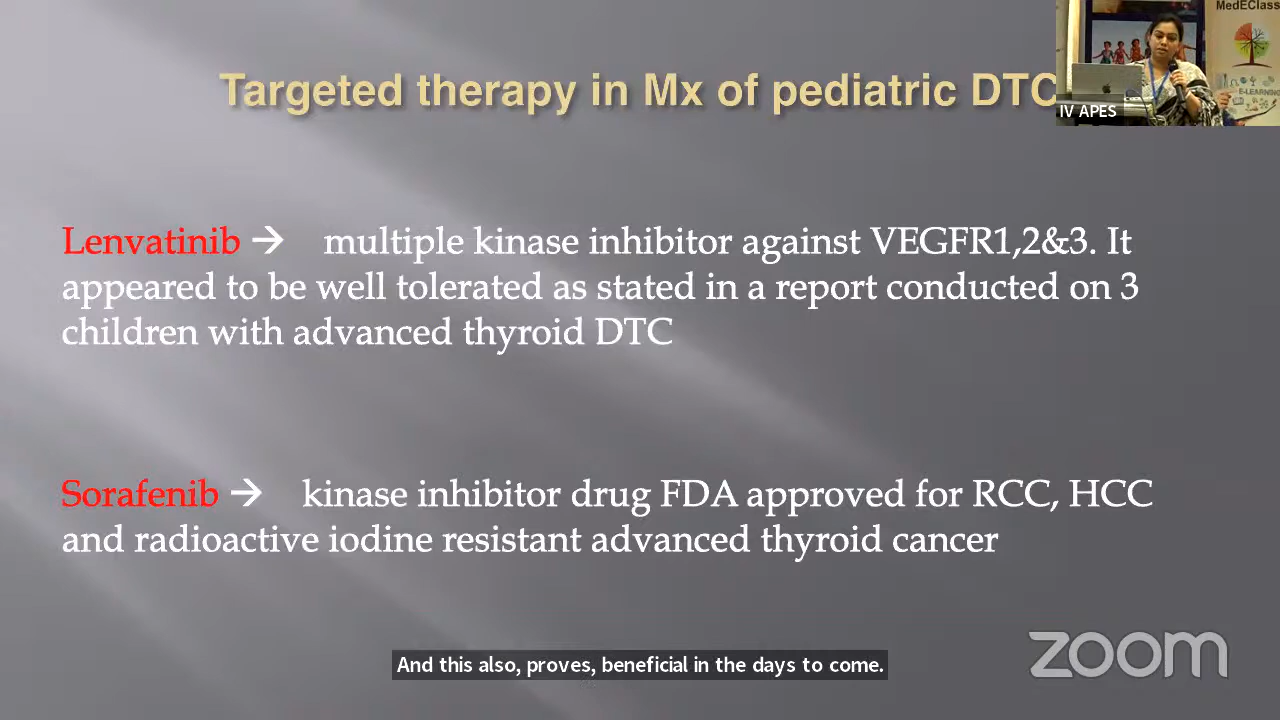 MedEClass
Targeted therapy in Mx of pediatric DTC
E-LEARNING
IV APES
Lenvatinib → multiple kinase inhibitor against VEGFR1,2&3. It
appeared to be well tolerated as stated in a report conducted on 3
children with advanced thyroid DTC
Sorafenib → kinase inhibitor drug FDA approved for RCC, HCC
and radioactive iodine resistant advanced thyroid cancer
zoom
And this also, proves, beneficial in the days to come.